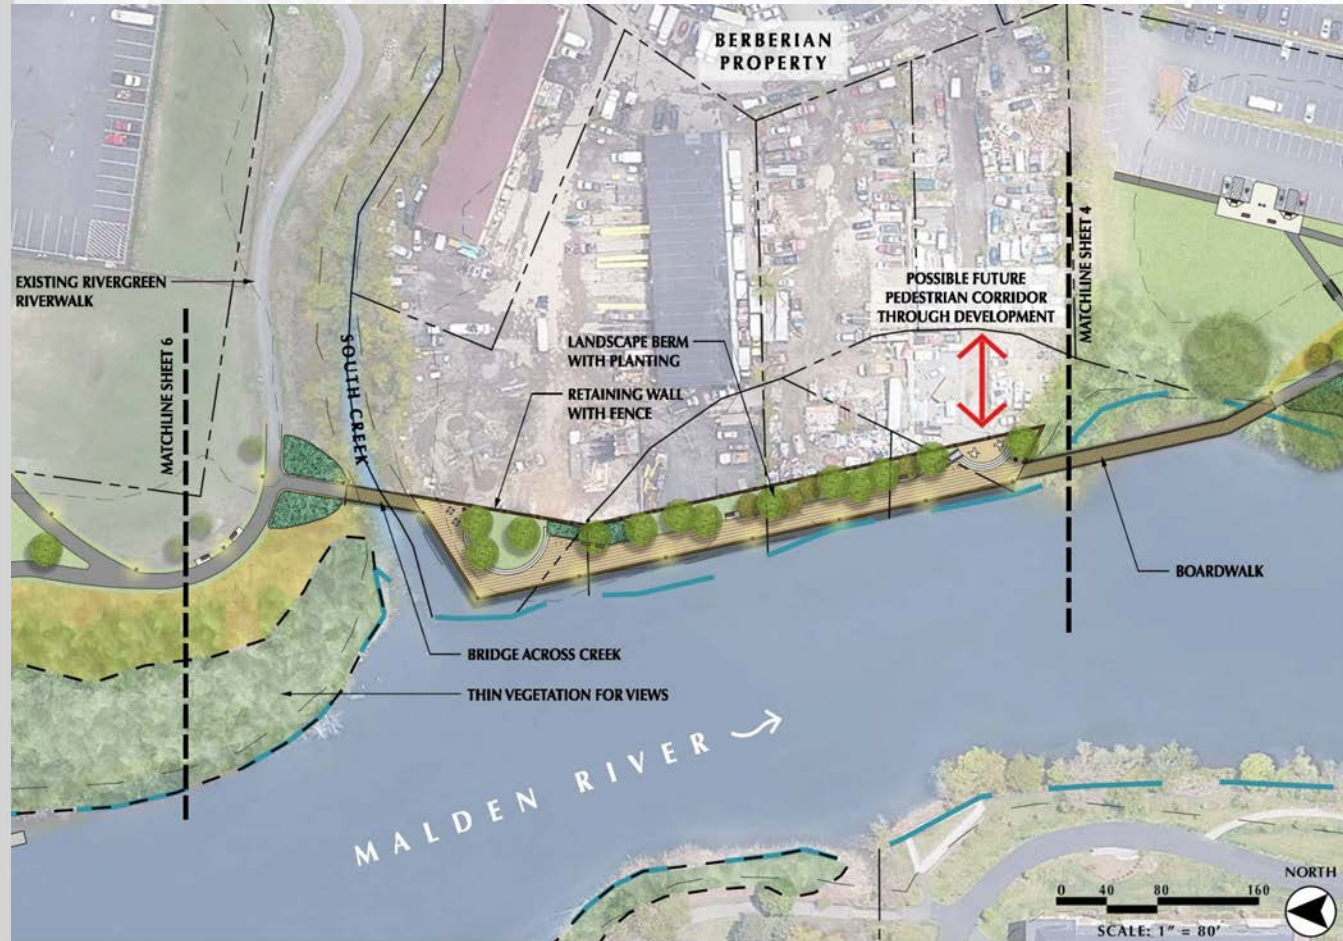 BERBERIAN
PROPERTY
EXISTING RIVERGREEN
RIVERWALK
MATCHLINE SHEET 6
SOUTH CREEK
LANDSCAPE BERM
WITH PLANTING
RETAINING WALL
WITH FENCE
POSSIBLE FUTURE
PEDESTRIAN CORRIDOR
THROUGH DEVELOPMENT
MATCHLINE SHEET 4
BOARDWALK
BRIDGE ACROSS CREEK
THIN VEGETATION FOR VIEWS
MALDEN RIVER
NORTH
0 40 80 160
SCALE: 1" = 80'